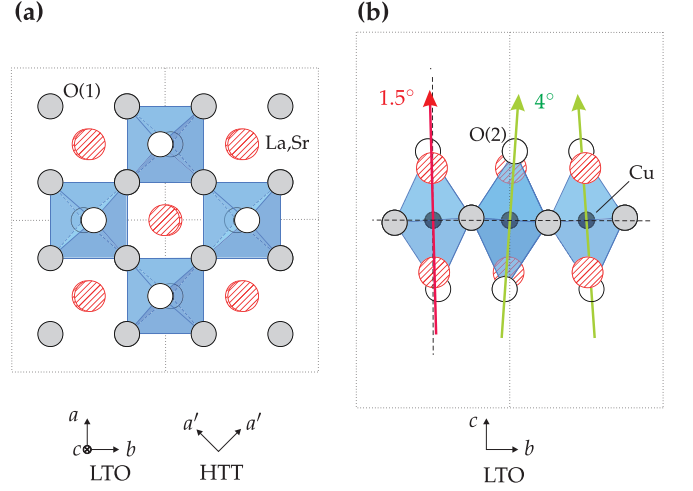 (a)
O(1)
La,Sr
a
c
b
LTO
a′
a′
HTT
(b)
1.5°
4°
O(2)
Cu
c
b
LTO